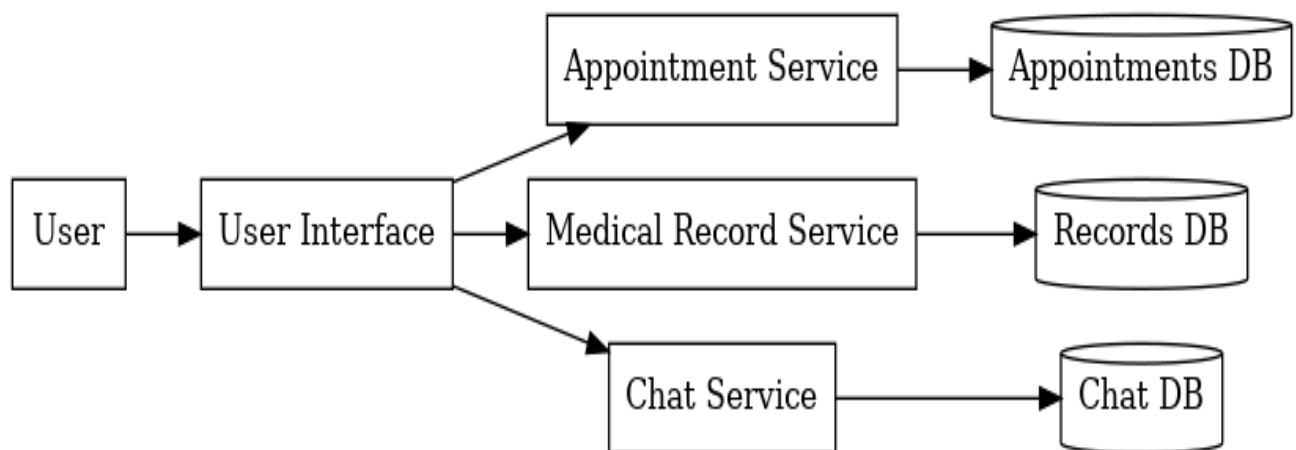 Appointment Service
Appointments DB
User
User Interface
Medical Record Service
Records DB
Chat Service
Chat DB